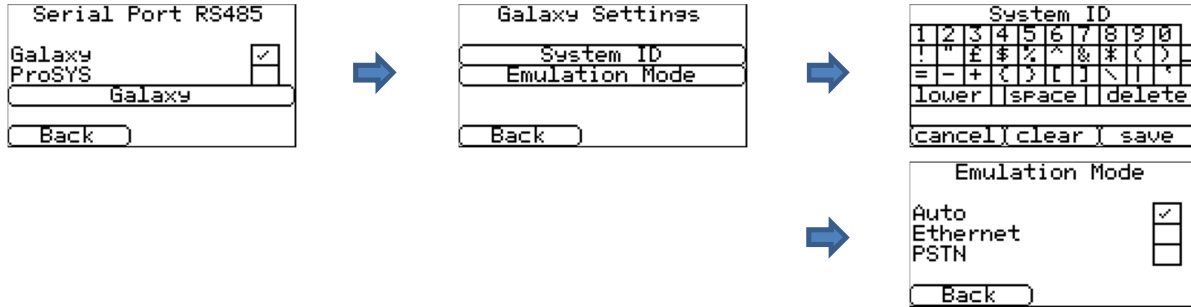 Serial Port RS485
Galaxy
ProSYS
Galaxy
Back
Galaxy Settings
System ID
Emulation Mode
Back
System ID
1 2 3 4 5 6 7 8 9 0
! " £ $ % ^ & * ( ) _
= - + { } [ ] \ | `
lower space delete
cancel clear save
Emulation Mode
Auto
Ethernet
PSTN
Back